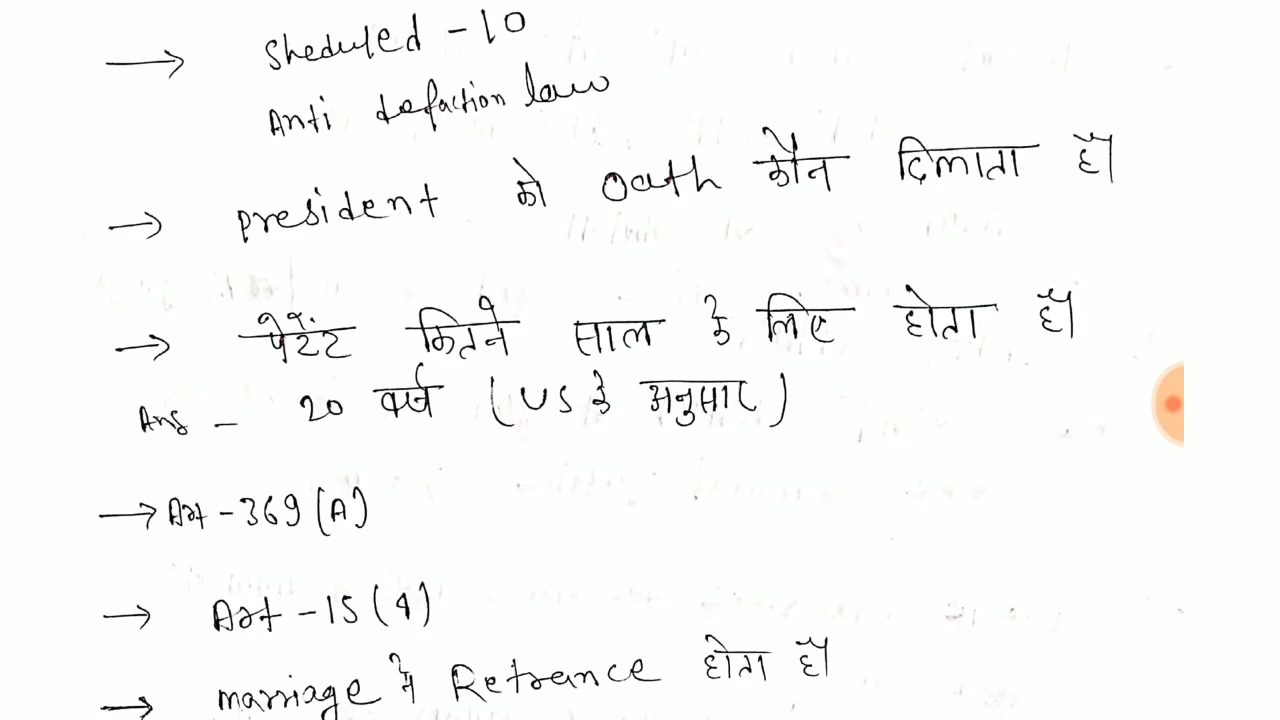 → Sheduled - 10
Anti defaction law
→ president को oath कौन दिलाता है।
→ पेटेंट कितने साल के लिए होता है।
Ans - 20 वर्ष (US के अनुसार)
→ Art - 369 (A)
→ Art - 15 (4)
→ marriage में Retrance होता है।